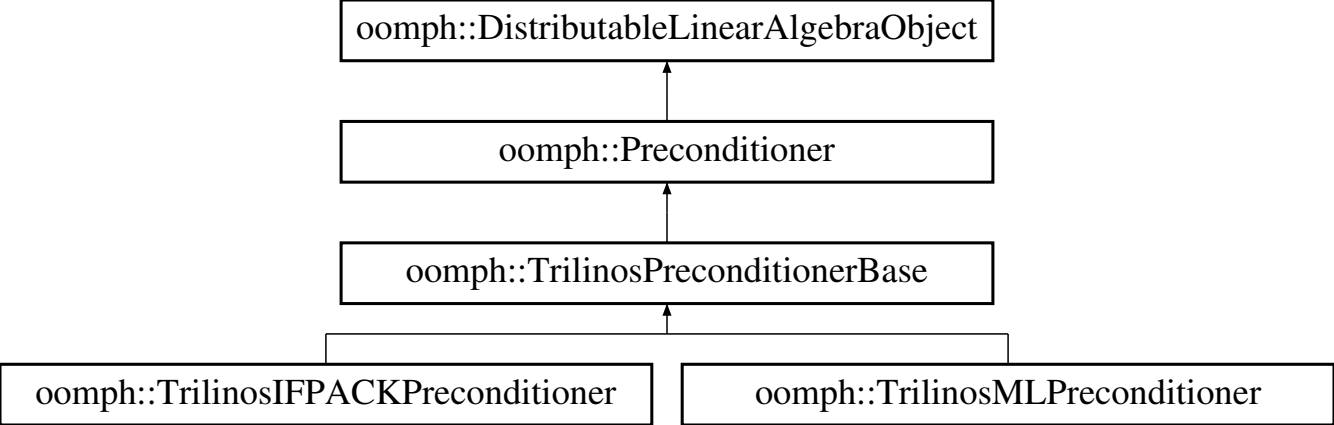 oomph::DistributableLinearAlgebraObject
oomph::Preconditioner
oomph::TrilinosPreconditionerBase
oomph::TrilinosIFPACKPreconditioner
oomph::TrilinosMLPreconditioner